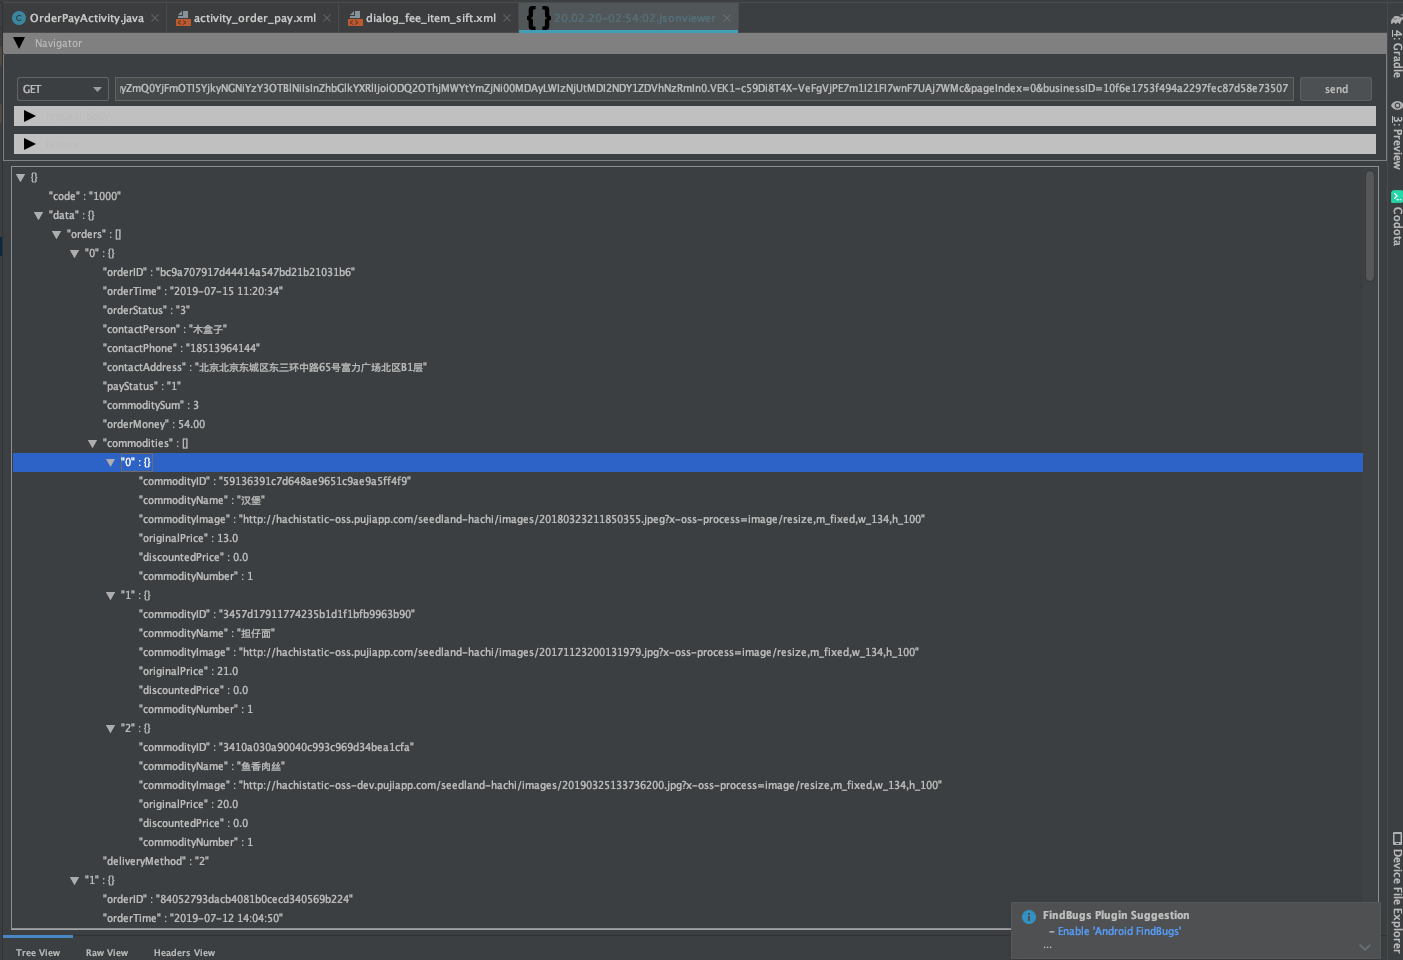 OrderPayActivity.java
activity_order_pay.xml
dialog_fee_item_sift.xml
20.02.20-02:54:02.jsonviewer
Navigator
GET
send
{}
"code" : "1000"
"data" : {}
"orders" : []
"0" : {}
"orderID" : "bc9a707917d44414a547bd21b21031b6"
"orderTime" : "2019-07-15 11:20:34"
"orderStatus" : "3"
"contactPerson" : "木盒子"
"contactPhone" : "18513964144"
"contactAddress" : "北京北京东城区东三环中路65号富力广场北区B1层"
"payStatus" : "1"
"commoditySum" : 3
"orderMoney" : 54.00
"commodities" : []
"0" : {}
"commodityID" : "59136391c7d648ae9651c9ae9a5ff4f9"
"commodityName" : "汉堡"
"commodityImage" : "http://hachistatic-oss.pujiapp.com/seedland-hachi/images/20180323211850355.jpeg?x-oss-process=image/resize,m_fixed,w_134,h_100"
"originalPrice" : 13.0
"discountedPrice" : 0.0
"commodityNumber" : 1
"1" : {}
"commodityID" : "3457d17911774235b1d1f1bfb9963b90"
"commodityName" : "担仔面"
"commodityImage" : "http://hachistatic-oss.pujiapp.com/seedland-hachi/images/20171123200131979.jpg?x-oss-process=image/resize,m_fixed,w_134,h_100"
"originalPrice" : 21.0
"discountedPrice" : 0.0
"commodityNumber" : 1
"2" : {}
"commodityID" : "3410a030a90040c993c969d34bea1cfa"
"commodityName" : "鱼香肉丝"
"commodityImage" : "http://hachistatic-oss-dev.pujiapp.com/seedland-hachi/images/20190325133736200.jpg?x-oss-process=image/resize,m_fixed,w_134,h_100"
"originalPrice" : 20.0
"discountedPrice" : 0.0
"commodityNumber" : 1
"deliveryMethod" : "2"
"1" : {}
"orderID" : "84052793dacb4081b0cecd340569b224"
"orderTime" : "2019-07-12 14:04:50"
FindBugs Plugin Suggestion
– Enable 'Android FindBugs'
...
Tree View
Raw View
Headers View
4: Gradle
3: Preview
Codota
Device File Explorer